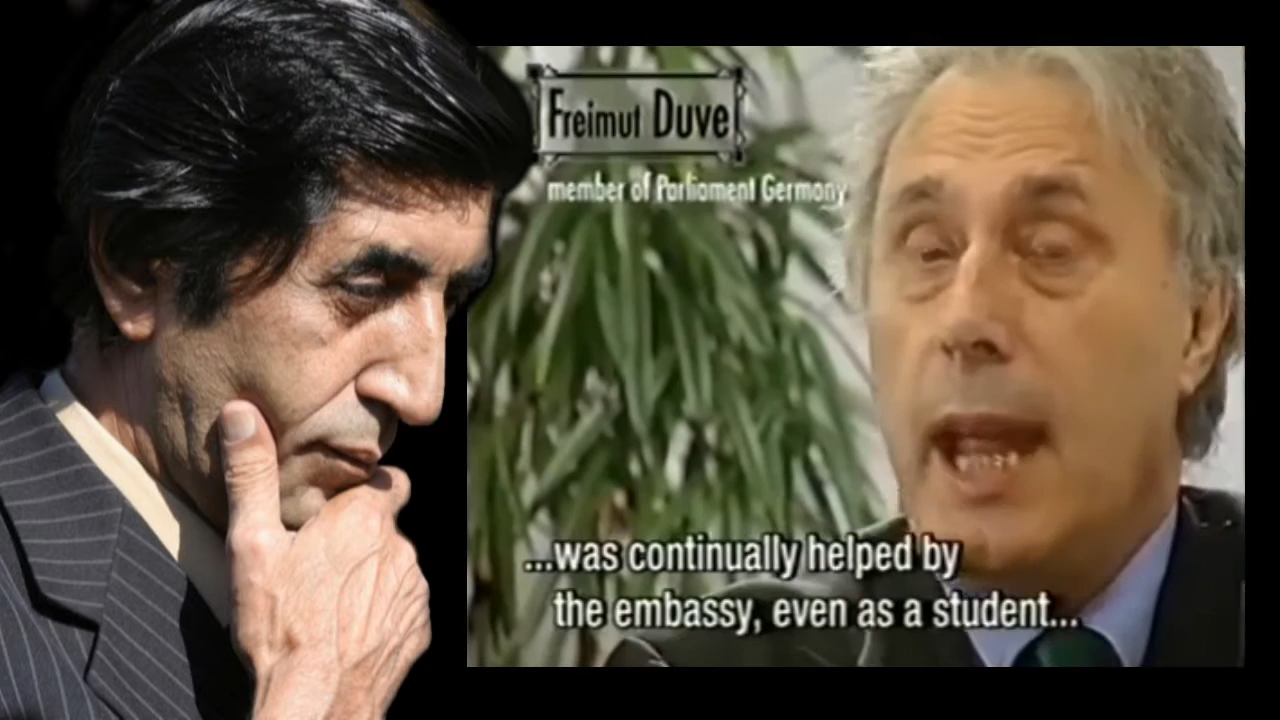 Freimut Duve
member of Parliament Germany
...was continually helped by
the embassy, even as a student...